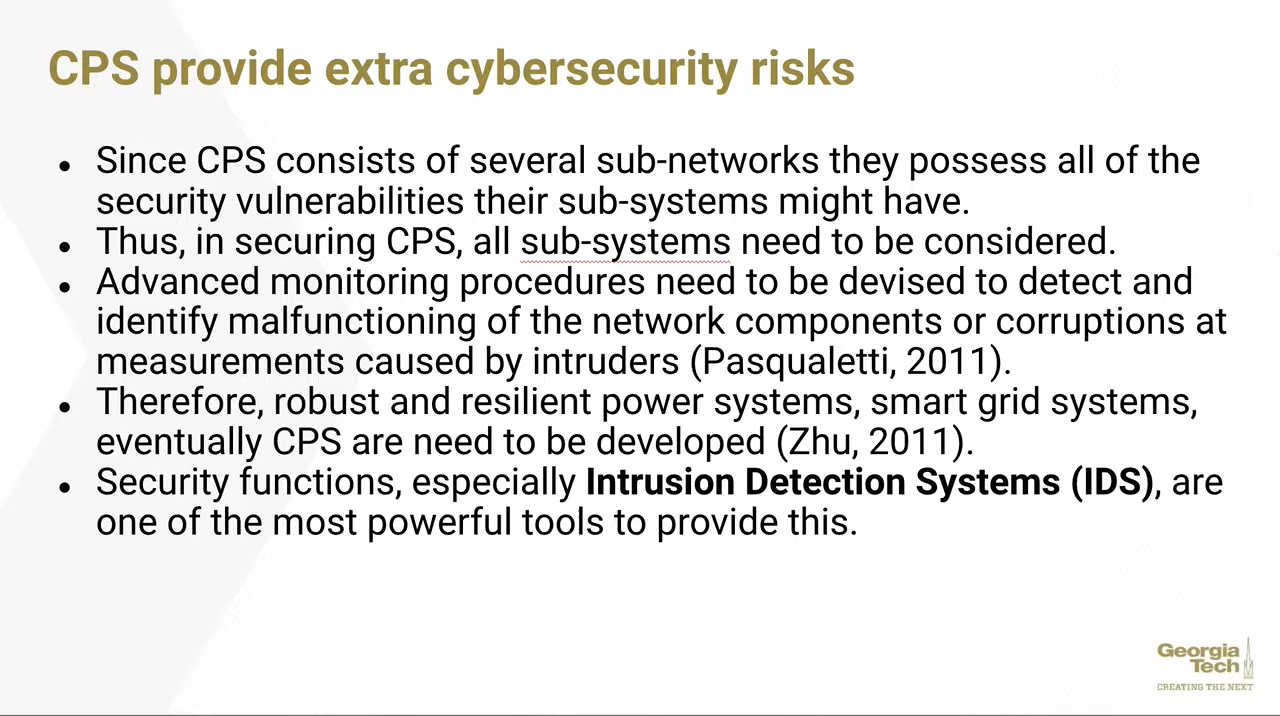 CPS provide extra cybersecurity risks
• Since CPS consists of several sub-networks they possess all of the
security vulnerabilities their sub-systems might have.
• Thus, in securing CPS, all sub-systems need to be considered.
• Advanced monitoring procedures need to be devised to detect and
identify malfunctioning of the network components or corruptions at
measurements caused by intruders (Pasqualetti, 2011).
• Therefore, robust and resilient power systems, smart grid systems,
eventually CPS are need to be developed (Zhu, 2011).
• Security functions, especially Intrusion Detection Systems (IDS), are
one of the most powerful tools to provide this.
Georgia
Tech
CREATING THE NEXT